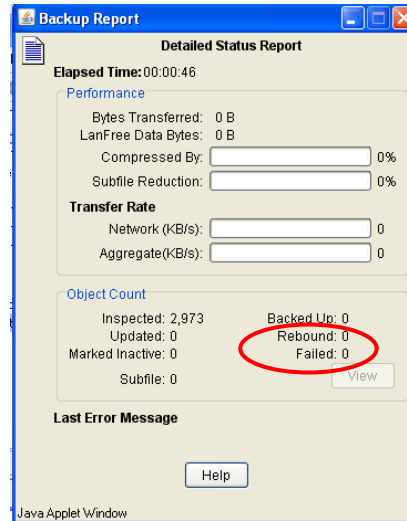 Backup Report
Detailed Status Report
Elapsed Time: 00:00:46
Performance
Bytes Transferred: 0 B
LanFree Data Bytes: 0 B
Compressed By: 0%
Subfile Reduction: 0%
Transfer Rate
Network (KB/s): 0
Aggregate(KB/s): 0
Object Count
Inspected: 2,973 Backed Up: 0
Updated: 0 Rebound: 0
Marked Inactive: 0 Failed: 0
Subfile: 0 View
Last Error Message
Help
Java Applet Window